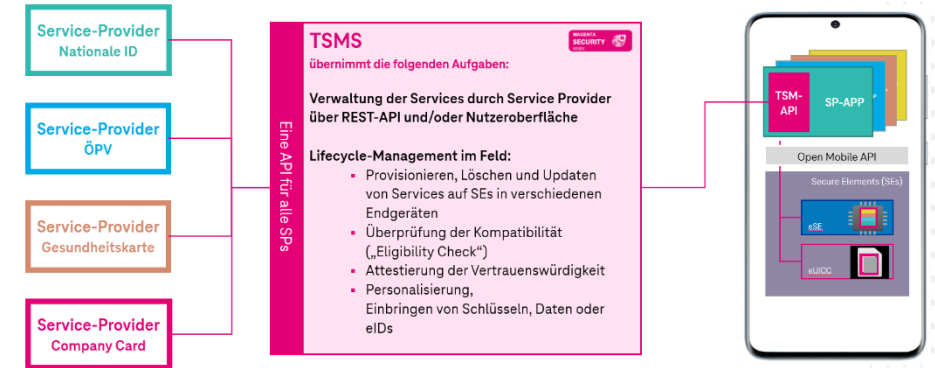 Service-Provider
Nationale ID
Service-Provider
ÖPV
Service-Provider
Gesundheitskarte
Service-Provider
Company Card
Eine API für alle SPs
TSMS
MAGENTA
SECURITY
übernimmt die folgenden Aufgaben:
Verwaltung der Services durch Service Provider
über REST-API und/oder Nutzeroberfläche
Lifecycle-Management im Feld:
▪ Provisionieren, Löschen und Updaten
von Services auf SEs in verschiedenen
Endgeräten
▪ Überprüfung der Kompatibilität
(„Eligibility Check“)
▪ Attestierung der Vertrauenswürdigkeit
▪ Personalisierung,
Einbringen von Schlüsseln, Daten oder
eIDs
TSM-
API
SP-APP
Open Mobile API
Secure Elements (SEs)
eSE
eUICC